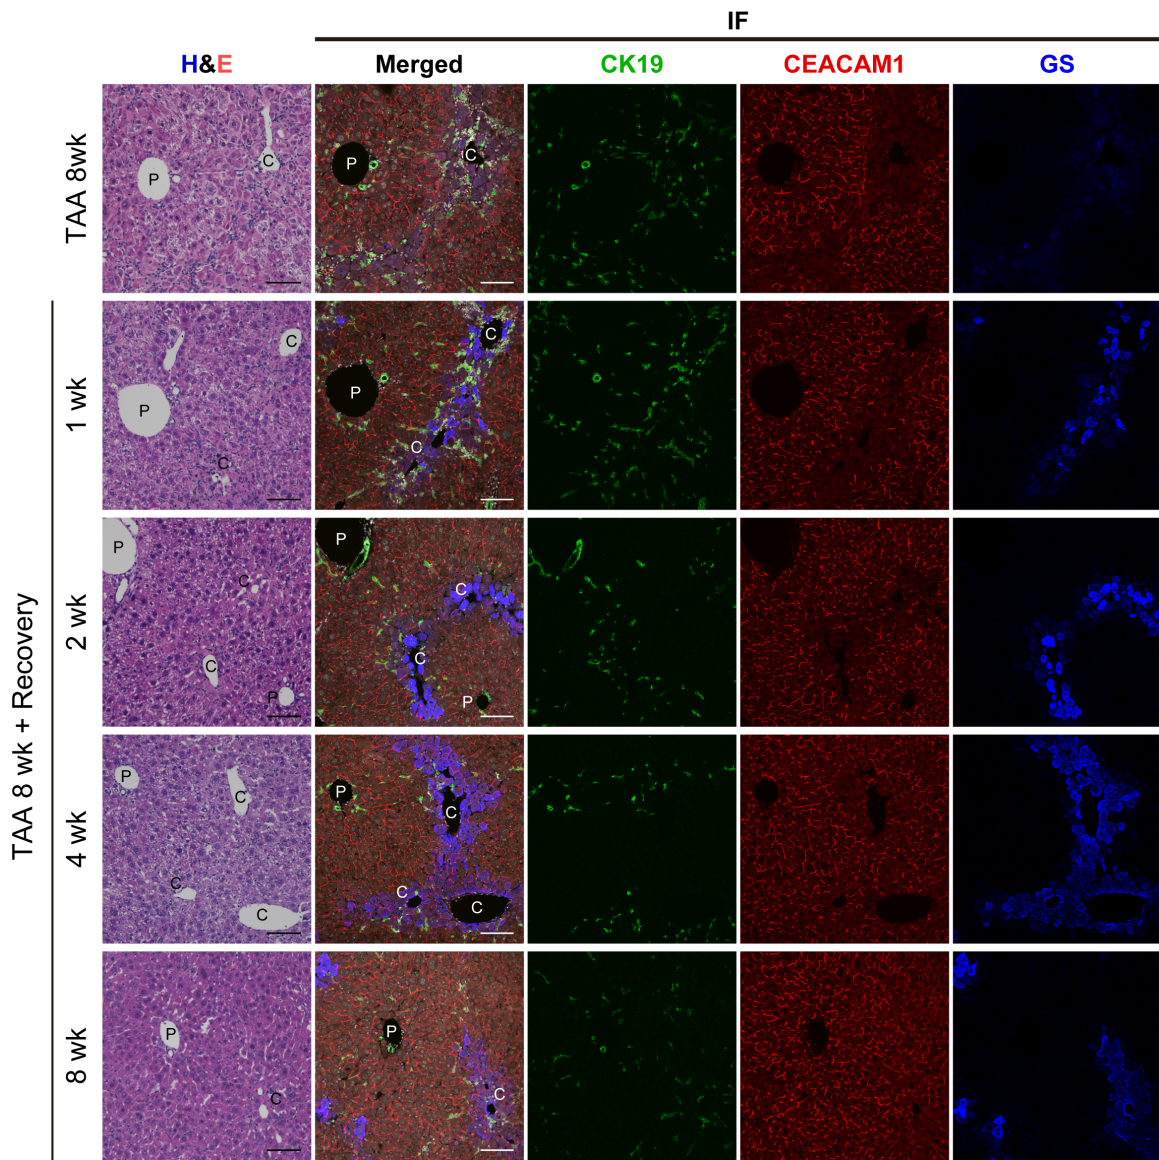 IF
H&E Merged CK19 CEACAM1 GS
TAA 8wk
P C
P C
TAA 8 wk + Recovery
1 wk
P C C
P C C
2 wk
P C C P
P C C P
4 wk
P C C C
P C C C
8 wk
P C
P C